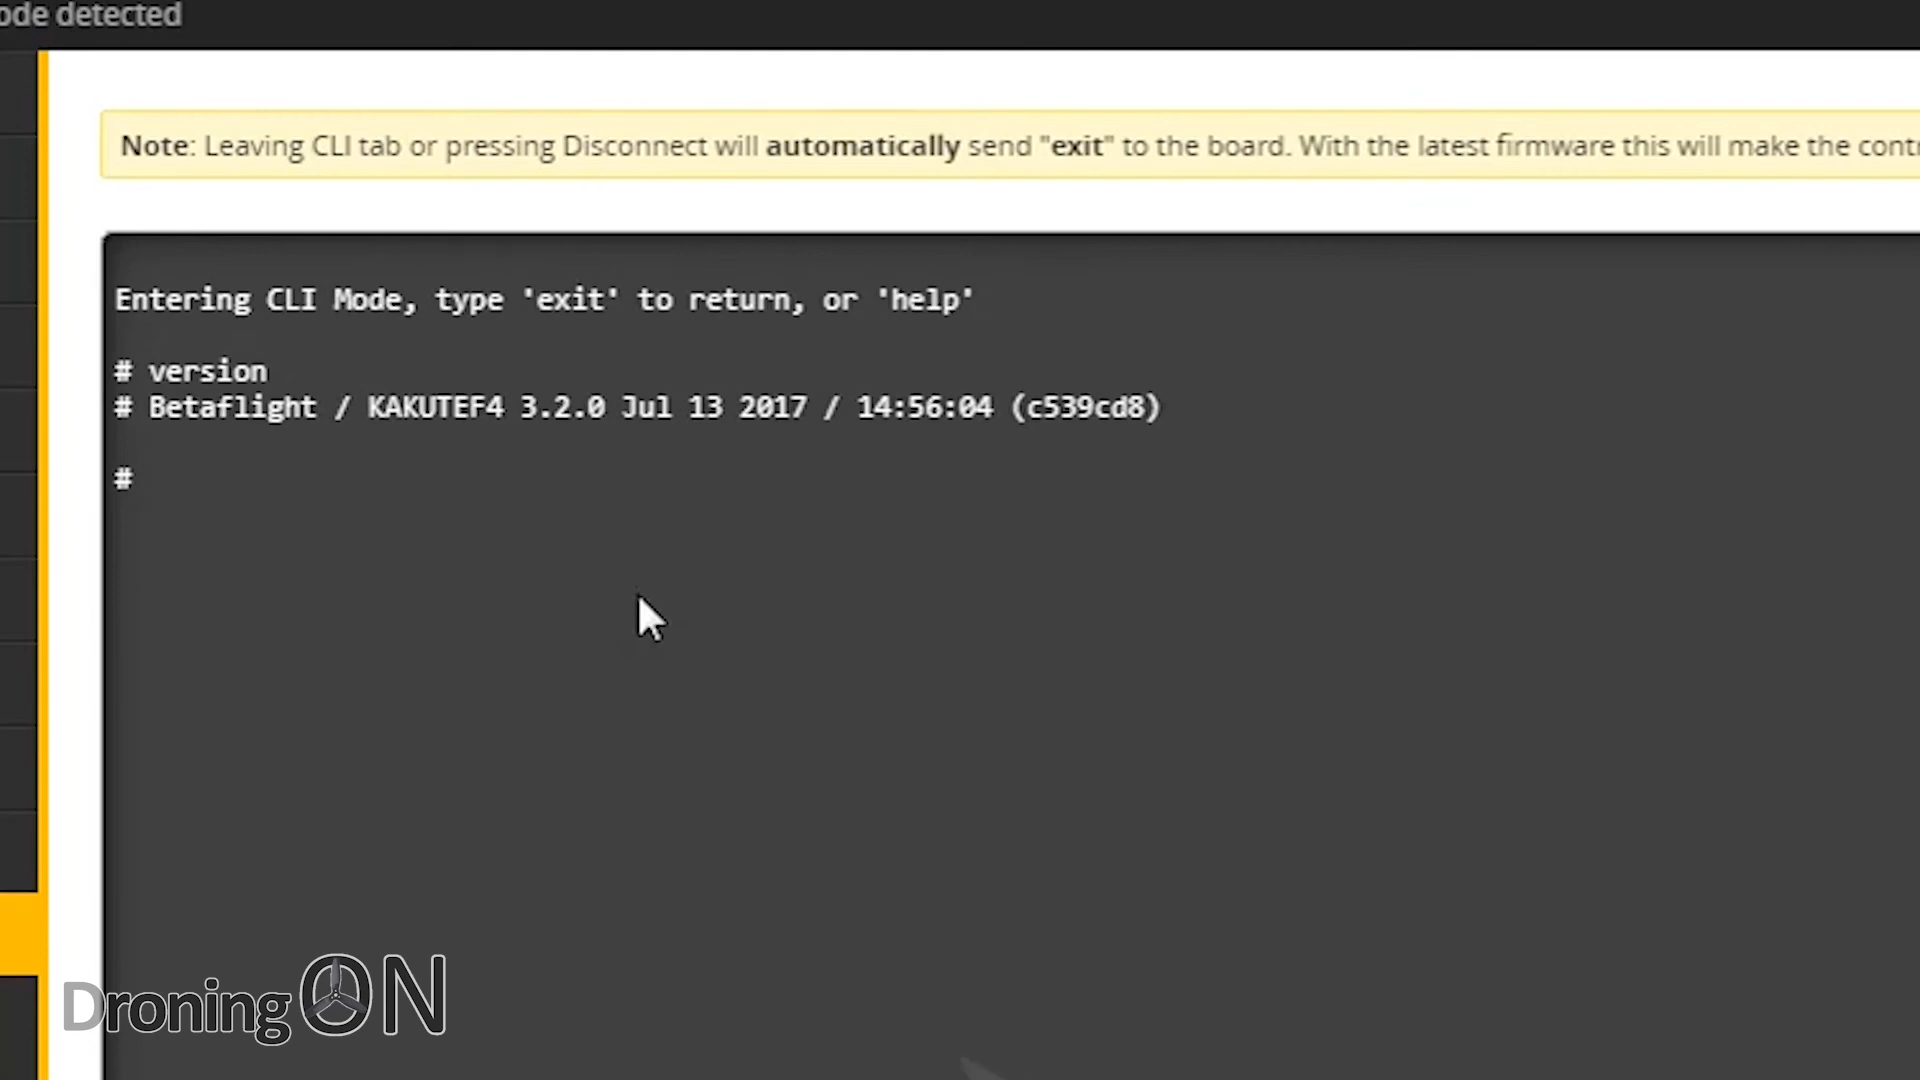 ode detected
Note: Leaving CLI tab or pressing Disconnect will automatically send "exit" to the board. With the latest firmware this will make the contr
Entering CLI Mode, type 'exit' to return, or 'help'
# version
# Betaflight / KAKUTEF4 3.2.0 Jul 13 2017 / 14:56:04 (c539cd8)
#
DroningON